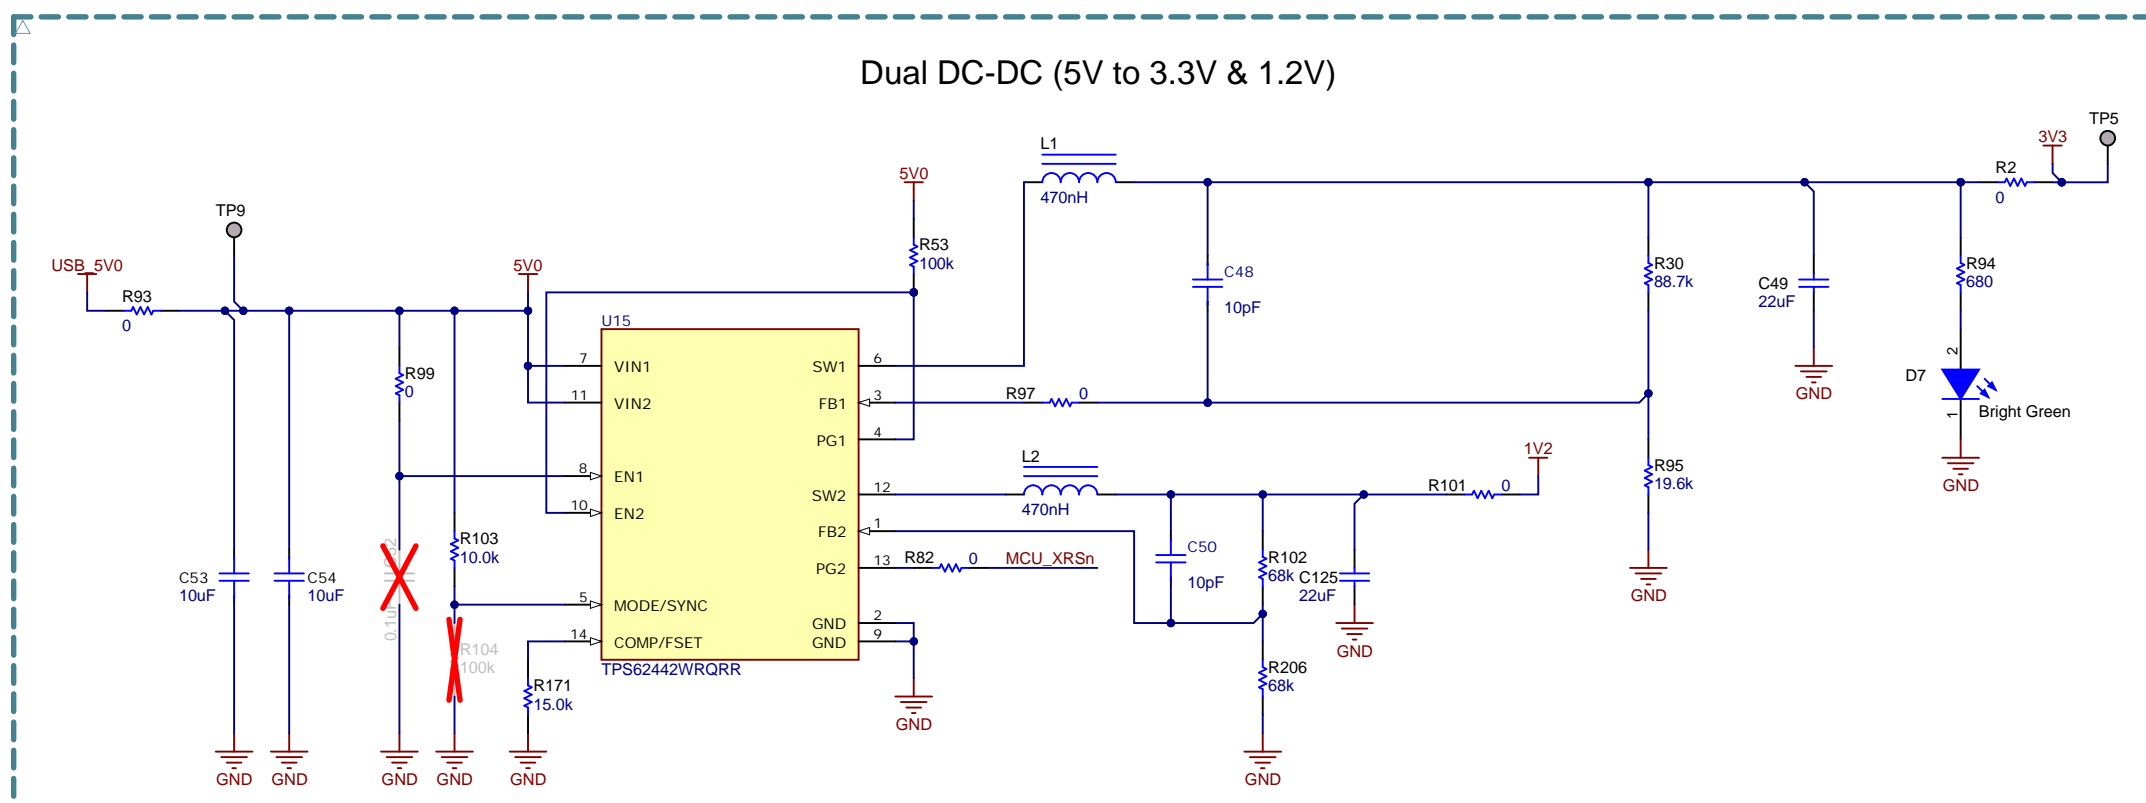 Dual DC-DC (5V to 3.3V & 1.2V)
TP5
3V3
R2
0
L1
470nH
5V0
R53
100k
TP9
USB_5V0
R93
0
5V0
C48
10pF
R30
88.7k
C49
22uF
GND
R94
680
2
D7
1
Bright Green
GND
U15
7
VIN1
11
VIN2
8
EN1
10
EN2
5
MODE/SYNC
14
COMP/FSET
SW1
6
FB1
3
PG1
4
SW2
12
FB2
1
PG2
13
GND
2
GND
9
TPS62442WRQRR
R99
0
R97
0
L2
470nH
R101
0
1V2
R95
19.6k
GND
R82
0
MCU_XRSn
C50
10pF
R102
68k
C125
22uF
GND
R206
68k
GND
R103
10.0k
C53
10uF
C54
10uF
0.1uF
R104
100k
R171
15.0k
GND
GND
GND
GND
GND
GND